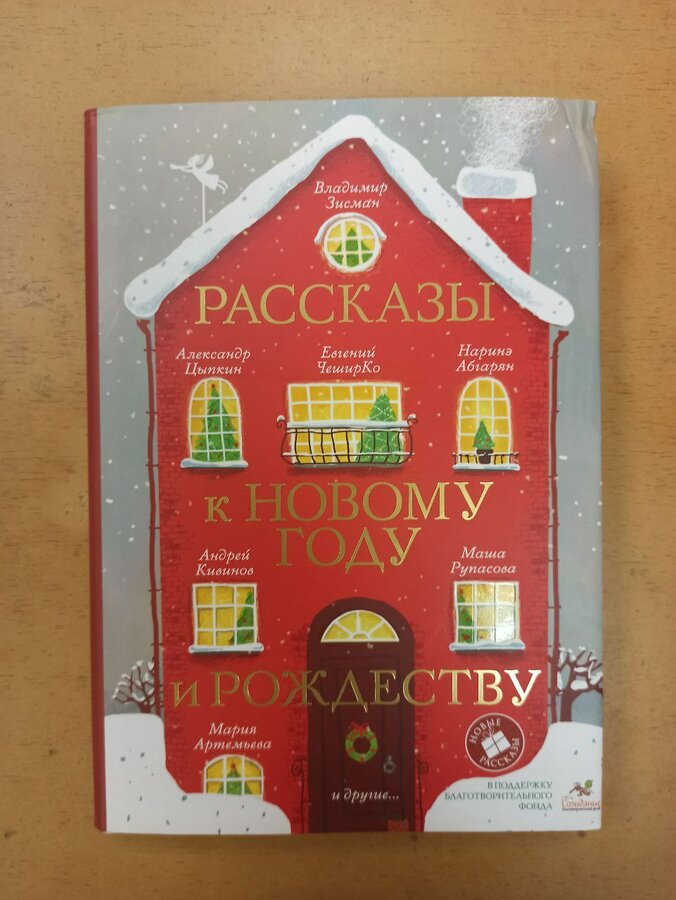 Владимир
Зисман
РАССКАЗЫ
Александр
Цыпкин
Евгений
ЧеширКо
Наринэ
Абгарян
к НОВОМУ
ГОДУ
Андрей
Кивинов
Маша
Рупасова
и РОЖДЕСТВУ
Мария
Артемьева
НОВЫЕ
РАССКАЗЫ
и другие...
В ПОДДЕРЖКУ
БЛАГОТВОРИТЕЛЬНОГО
ФОНДА
Созидание